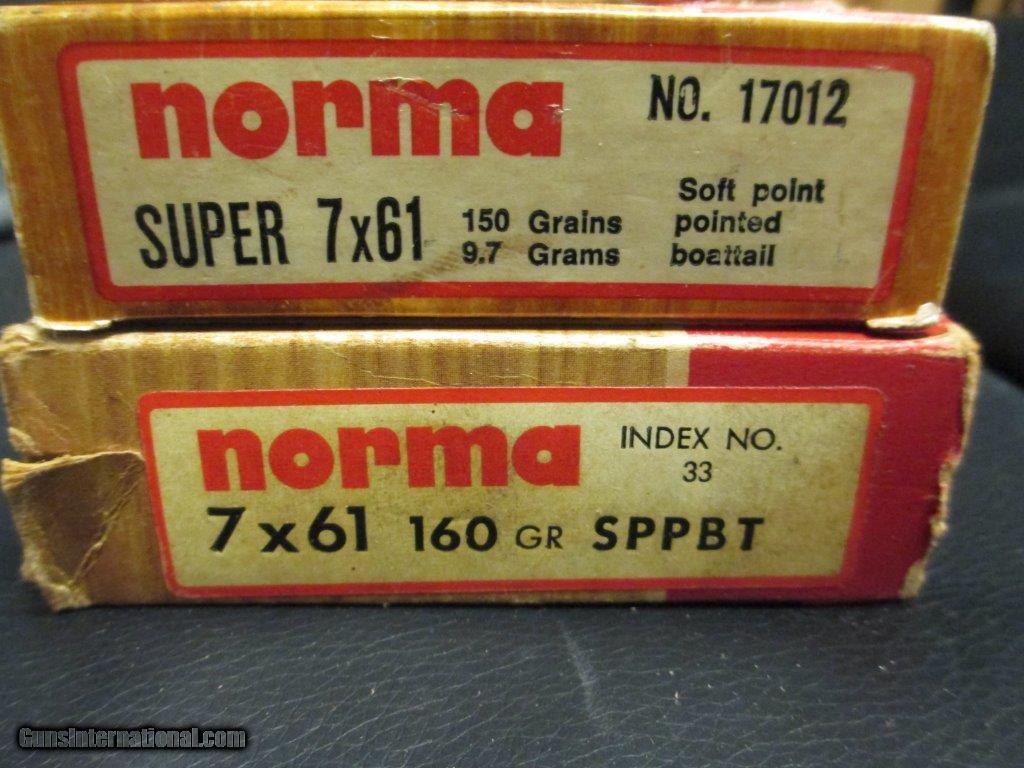 norma NO. 17012
SUPER 7x61 150 Grains 9.7 Grams Soft point pointed boattail
norma INDEX NO. 33
7x61 160 GR SPPBT
GunsInternational.com